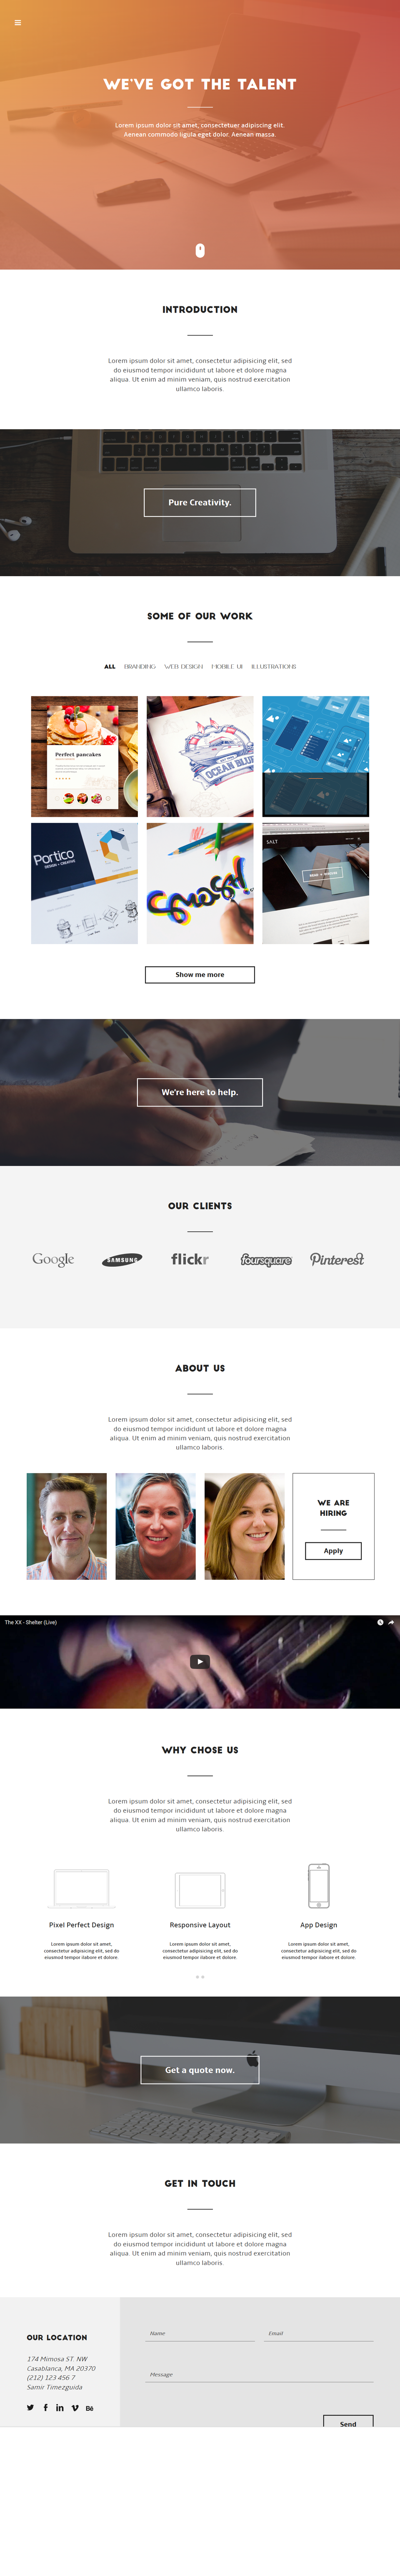 WE'VE GOT THE TALENT
Lorem ipsum dolor sit amet, consectetuer adipiscing elit.
Aenean commodo ligula eget dolor. Aenean massa.
INTRODUCTION
Lorem ipsum dolor sit amet, consectetur adipisicing elit, sed
do eiusmod tempor incididunt ut labore et dolore magna
aliqua. Ut enim ad minim veniam, quis nostrud exercitation
ullamco laboris.
Pure Creativity.
SOME OF OUR WORK
ALL BRANDING WEB DESIGN MOBILE UI ILLUSTRATIONS
Perfect pancakes
OCEAN BLUE
Portico
DESIGN + CREATIVE
SALT
Show me more
We're here to help.
OUR CLIENTS
Google SAMSUNG flickr foursquare Pinterest
ABOUT US
Lorem ipsum dolor sit amet, consectetur adipisicing elit, sed
do eiusmod tempor incididunt ut labore et dolore magna
aliqua. Ut enim ad minim veniam, quis nostrud exercitation
ullamco laboris.
WE ARE
HIRING
Apply
The XX - Shelter (Live)
WHY CHOSE US
Lorem ipsum dolor sit amet, consectetur adipisicing elit, sed
do eiusmod tempor incididunt ut labore et dolore magna
aliqua. Ut enim ad minim veniam, quis nostrud exercitation
ullamco laboris.
Pixel Perfect Design
Lorem ipsum dolor sit amet,
consectetur adipisicing elit, sed do
eiusmod tempor ilabore et dolore.
Responsive Layout
Lorem ipsum dolor sit amet,
consectetur adipisicing elit, sed do
eiusmod tempor ilabore et dolore.
App Design
Lorem ipsum dolor sit amet,
consectetur adipisicing elit, sed do
eiusmod tempor ilabore et dolore.
Get a quote now.
GET IN TOUCH
Lorem ipsum dolor sit amet, consectetur adipisicing elit, sed
do eiusmod tempor incididunt ut labore et dolore magna
aliqua. Ut enim ad minim veniam, quis nostrud exercitation
ullamco laboris.
OUR LOCATION
174 Mimosa ST. NW
Casablanca, MA 20370
(212) 123 456 7
Samir Timezguida
Bē
Name
Email
Message
Send